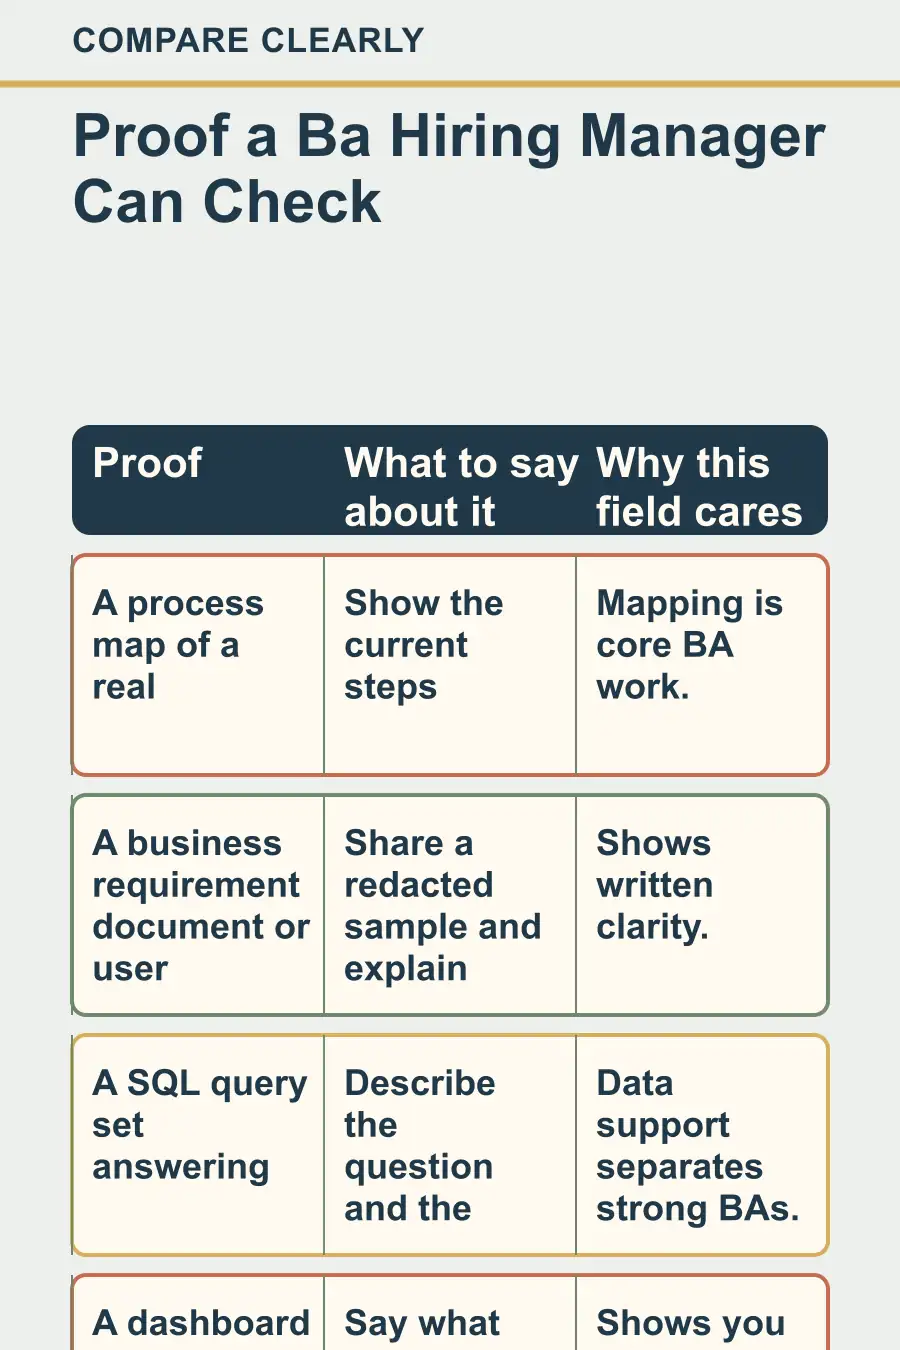 COMPARE CLEARLY
Proof a Ba Hiring Manager
Can Check
Proof
What to say
about it
Why this
field cares
A process
map of a
real
Show the
current
steps
Mapping is
core BA
work.
A business
requirement
document or
user
Share a
redacted
sample and
explain
Shows
written
clarity.
A SQL query
set
answering
Describe
the
question
and the
Data
support
separates
strong BAs.
A dashboard
Say what
Shows you